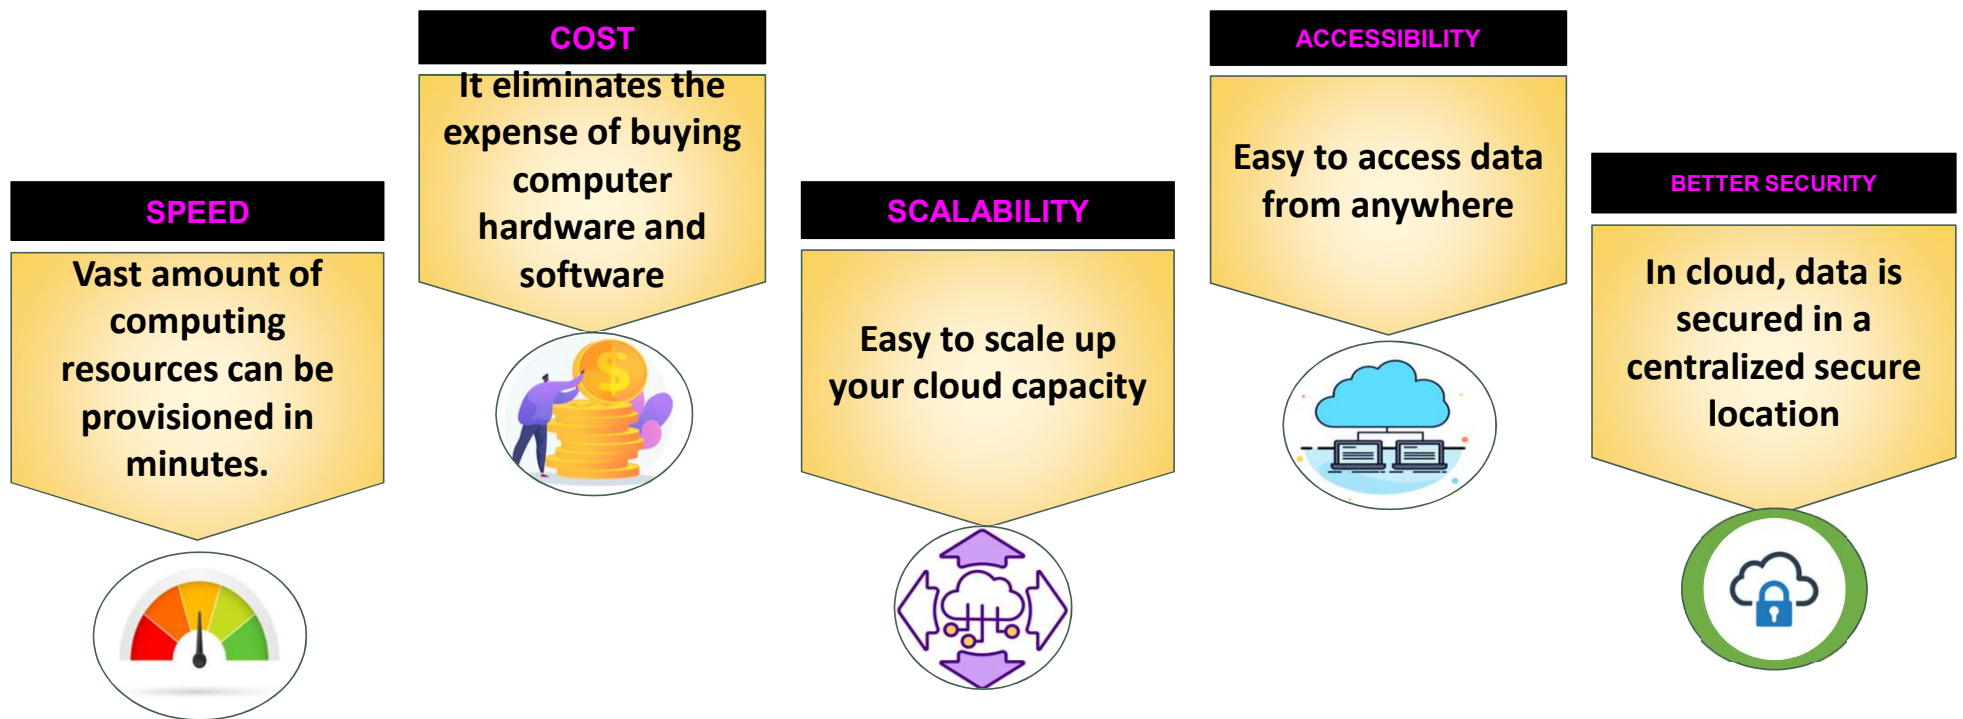 SPEED
Vast amount of
computing
resources can be
provisioned in
minutes.
COST
It eliminates the
expense of buying
computer
hardware and
software
SCALABILITY
Easy to scale up
your cloud capacity
ACCESSIBILITY
Easy to access data
from anywhere
BETTER SECURITY
In cloud, data is
secured in a
centralized secure
location
$